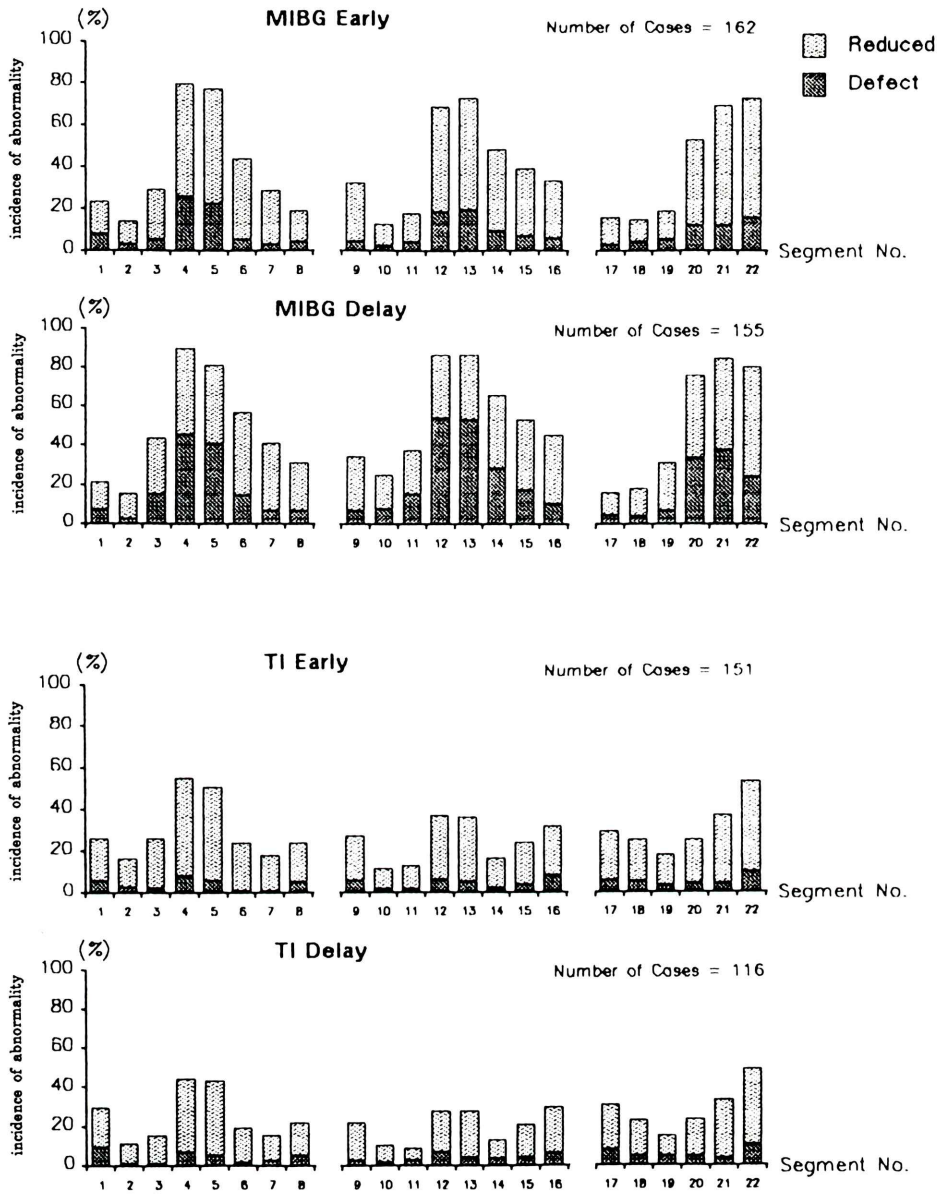 MIBG Early
(%)
Number of Cases = 162
Reduced
Defect
100
80
60
40
20
0
incidence of abnormality
1 2 3 4 5 6 7 8 9 10 11 12 13 14 15 16 17 18 19 20 21 22
Segment No.
MIBG Delay
(%)
Number of Cases = 155
100
80
60
40
20
0
incidence of abnormality
1 2 3 4 5 6 7 8 9 10 11 12 13 14 15 16 17 18 19 20 21 22
Segment No.
TI Early
(%)
Number of Cases = 151
100
80
60
40
20
0
incidence of abnormality
1 2 3 4 5 6 7 8 9 10 11 12 13 14 15 16 17 18 19 20 21 22
Segment No.
TI Delay
(%)
Number of Cases = 116
100
80
60
40
20
0
incidence of abnormality
1 2 3 4 5 6 7 8 9 10 11 12 13 14 15 16 17 18 19 20 21 22
Segment No.